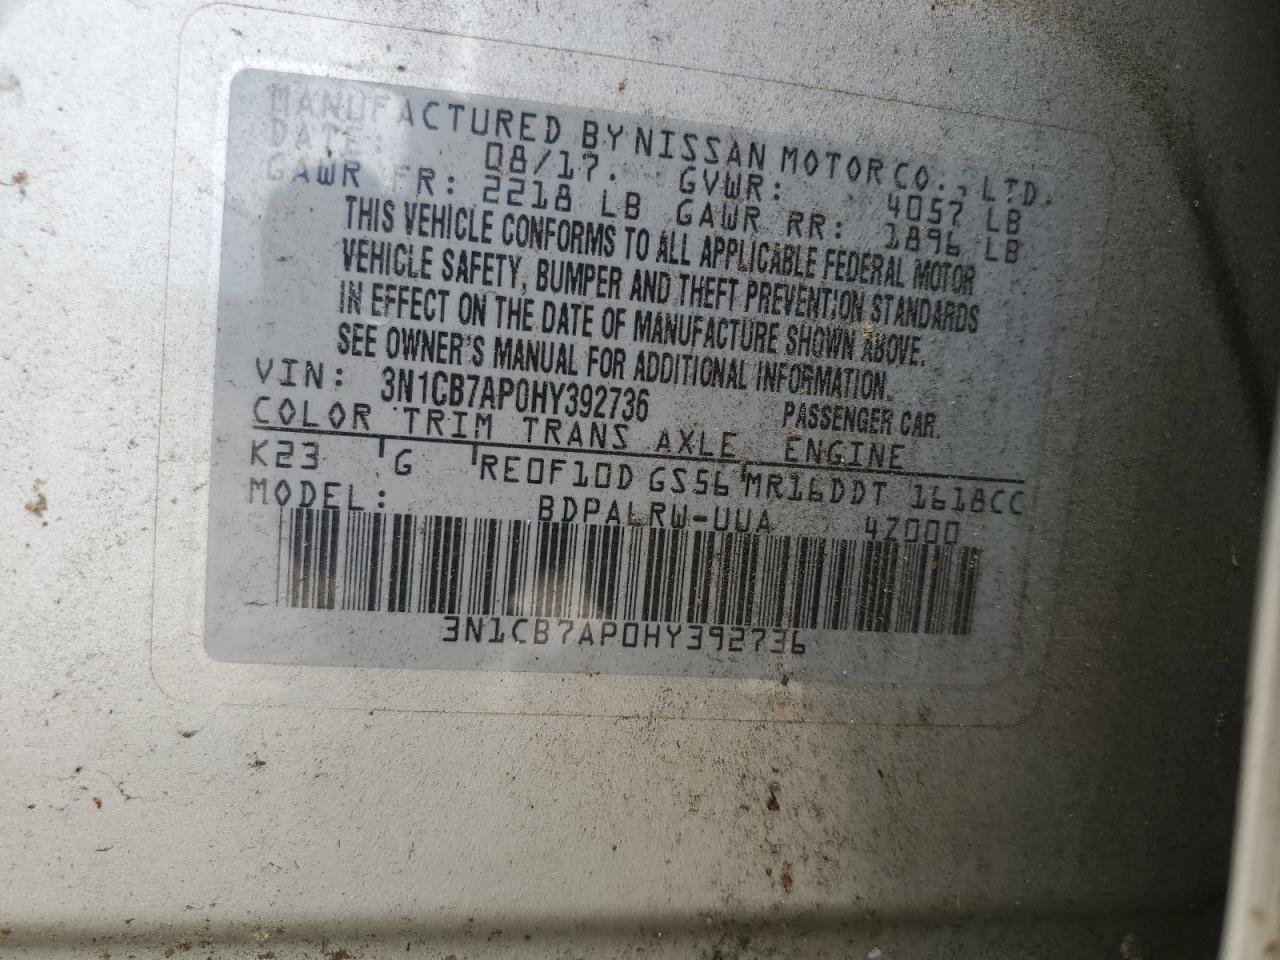 MANUFACTURED BY NISSAN MOTOR CO., LTD.
DATE: 08/17. GVWR: 4057 LB
GAWR FR: 2218 LB GAWR RR: 1896 LB
THIS VEHICLE CONFORMS TO ALL APPLICABLE FEDERAL MOTOR
VEHICLE SAFETY, BUMPER AND THEFT PREVENTION STANDARDS
IN EFFECT ON THE DATE OF MANUFACTURE SHOWN ABOVE.
SEE OWNER'S MANUAL FOR ADDITIONAL INFORMATION.
VIN: 3N1CB7AP0HY392736 PASSENGER CAR.
COLOR TRIM TRANS AXLE ENGINE
K23 G RE0F10D GS56 MR16DDT 1618CC
MODEL: BDPALRW-UUA 4Z000
3N1CB7AP0HY392736